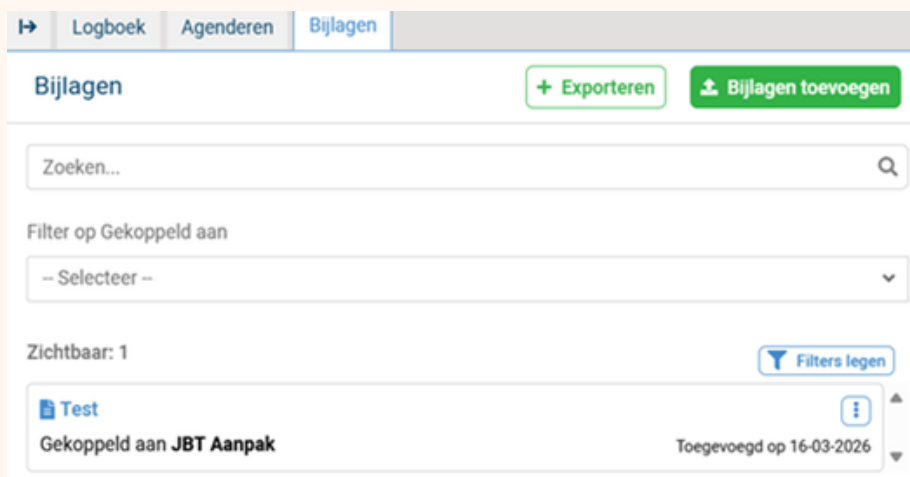 Logboek Agenderen Bijlagen
Bijlagen + Exporteren Bijlagen toevoegen
Zoeken...
Filter op Gekoppeld aan
-- Selecteer --
Zichtbaar: 1 Filters legen
Test
Gekoppeld aan JBT Aanpak Toegevoegd op 16-03-2026